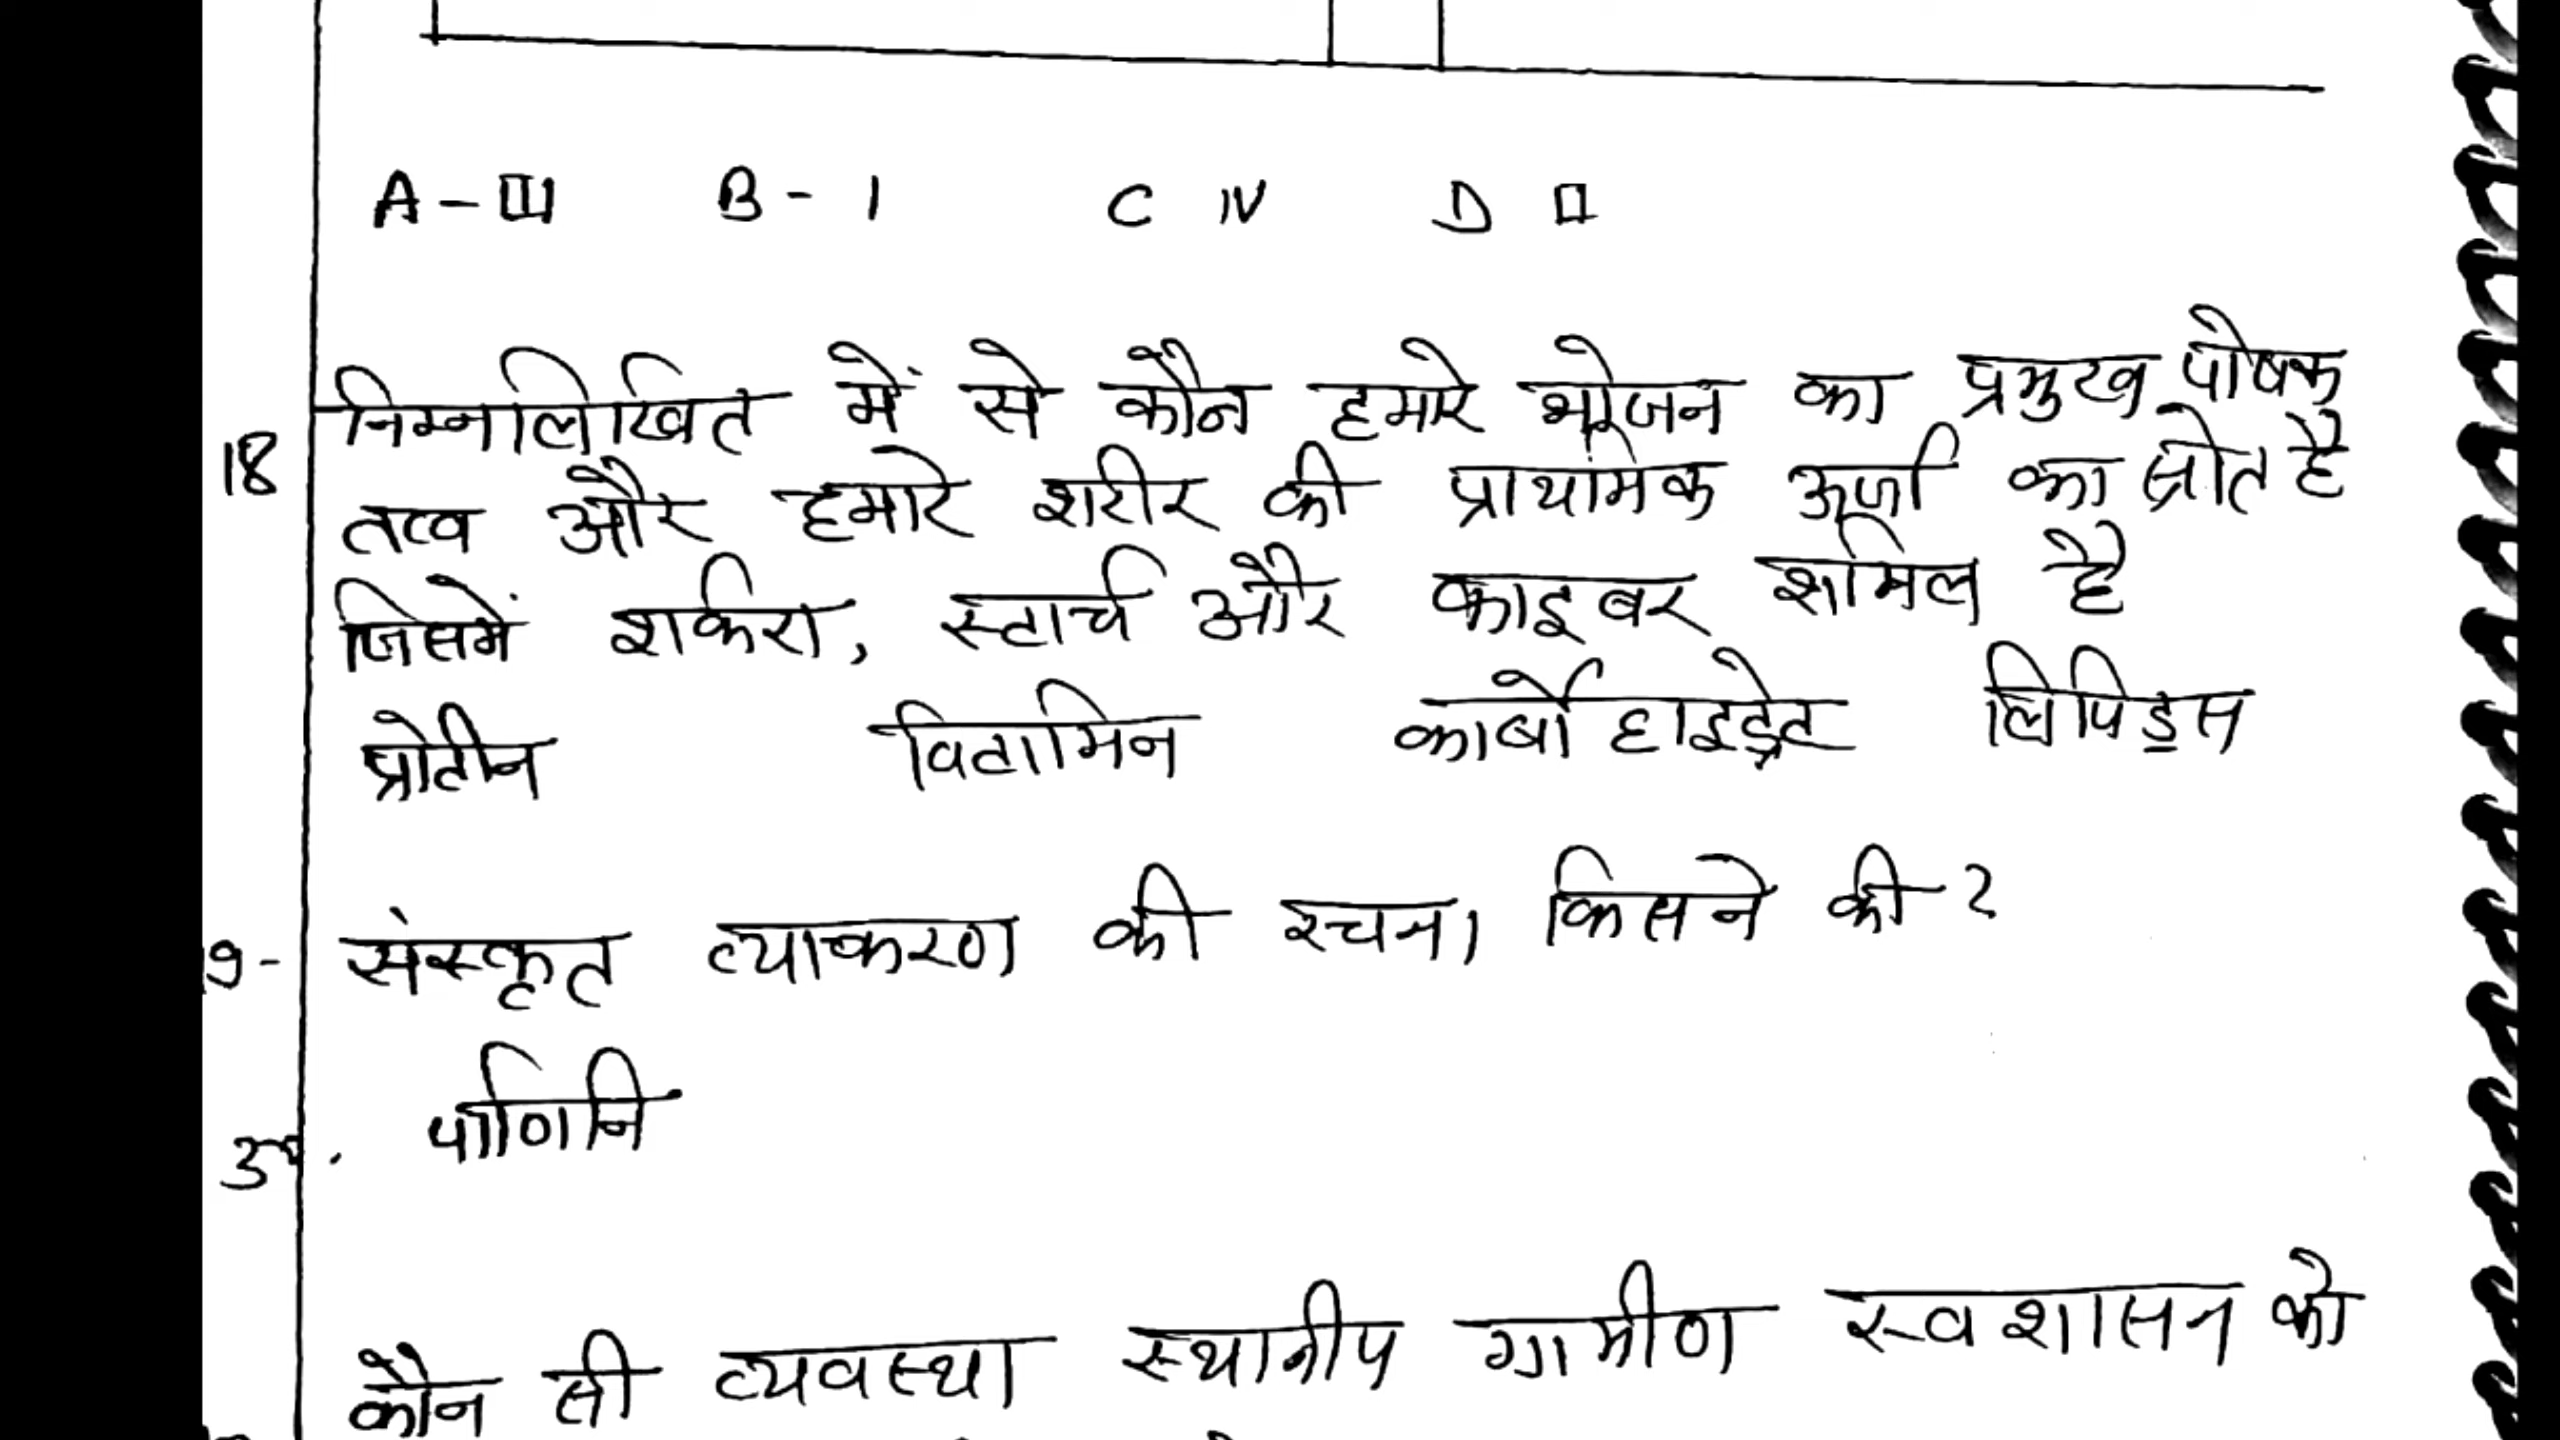 A - III B - I C IV D II
निम्नलिखित में से कौन हमारे भोजन का प्रमुख पोषक
18 तत्व और हमारे शरीर की प्राथमिक ऊर्जा का स्रोत है
जिसमें शर्करा, स्टार्च और फाइबर शामिल है
प्रोटीन विटामिन कार्बोहाइड्रेट लिपिड्स
19- संस्कृत व्याकरण की रचना किसने की ?
उ. पाणिनि
कौन सी व्यवस्था स्थानीय ग्रामीण स्वशासन को